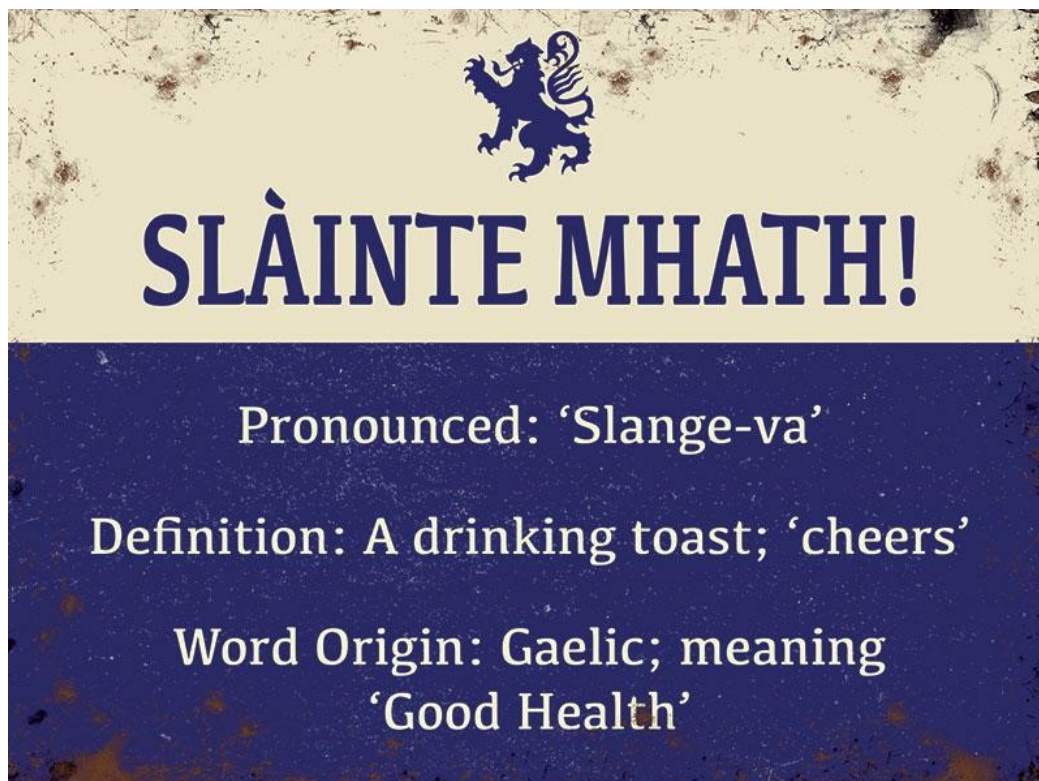 SLÀINTE MHATH!
Pronounced: ‘Slange-va’
Definition: A drinking toast; ‘cheers’
Word Origin: Gaelic; meaning
‘Good Health’